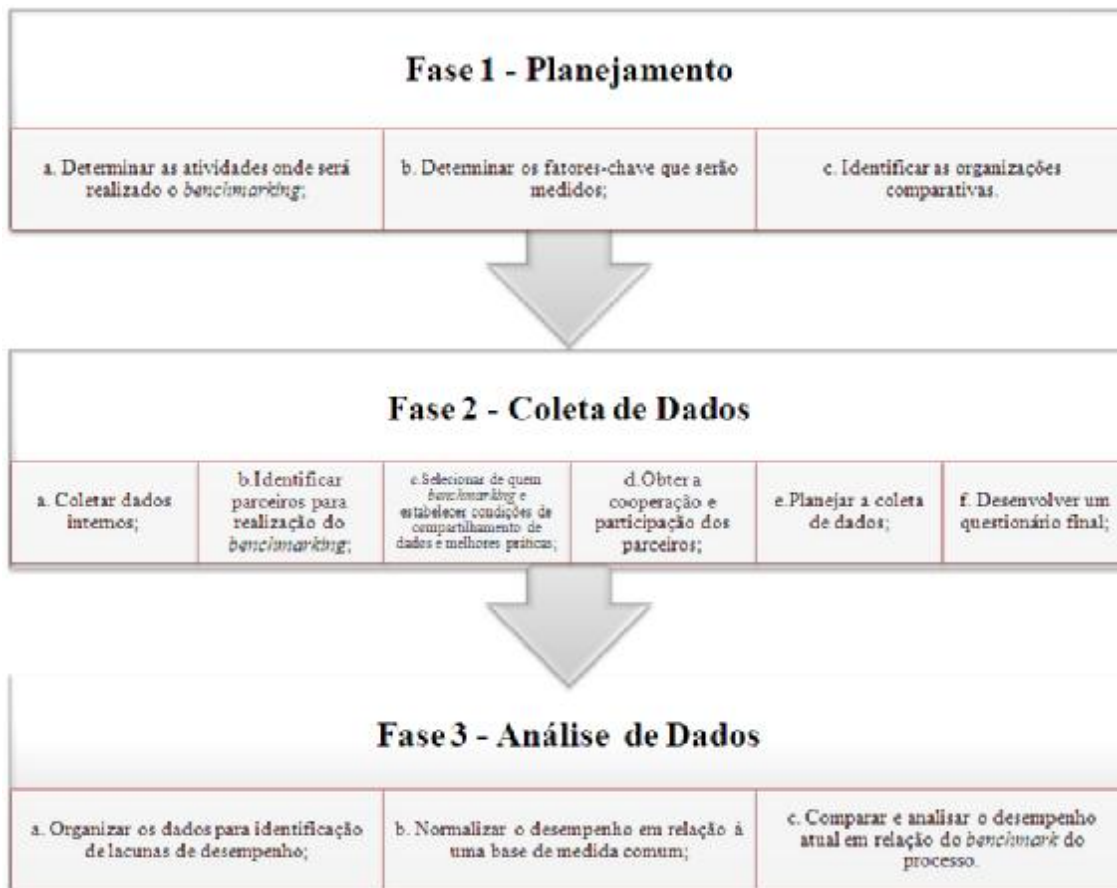 Fase 1 - Planejamento
a. Determinar as atividades onde será
realizado o benchmarking;
b. Determinar os fatores-chave que serão
medidos;
c. Identificar as organizações
comparativas.
Fase 2 - Coleta de Dados
a. Coletar dados
internos;
b.Identificar
parceiros para
realização do
benchmarking;
c.Selecionar de quem
benchmarking e
estabelecer condições de
compartilhamento de
dados e melhores práticas;
d.Obter a
cooperação e
participação dos
parceiros;
e.Planejar a coleta
de dados;
f. Desenvolver um
questionário final;
Fase 3 - Análise de Dados
a. Organizar os dados para identificação
de lacunas de desempenho;
b. Normalizar o desempenho em relação à
uma base de medida comum;
c. Comparar e analisar o desempenho
atual em relação do benchmark do
processo.